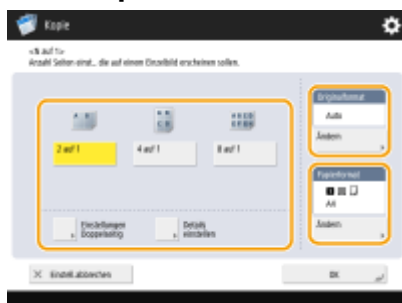 Kopie
<N auf 1>
Anzahl Seiten einst., die auf einem Einzelbild erscheinen sollen.
Originalformat
Auto
Ändern
2 auf 1
4 auf 1
8 auf 1
Papierformat
A4
Ändern
Einstellungen
Doppelseitig
Details
einstellen
Einstell. abbrechen
OK